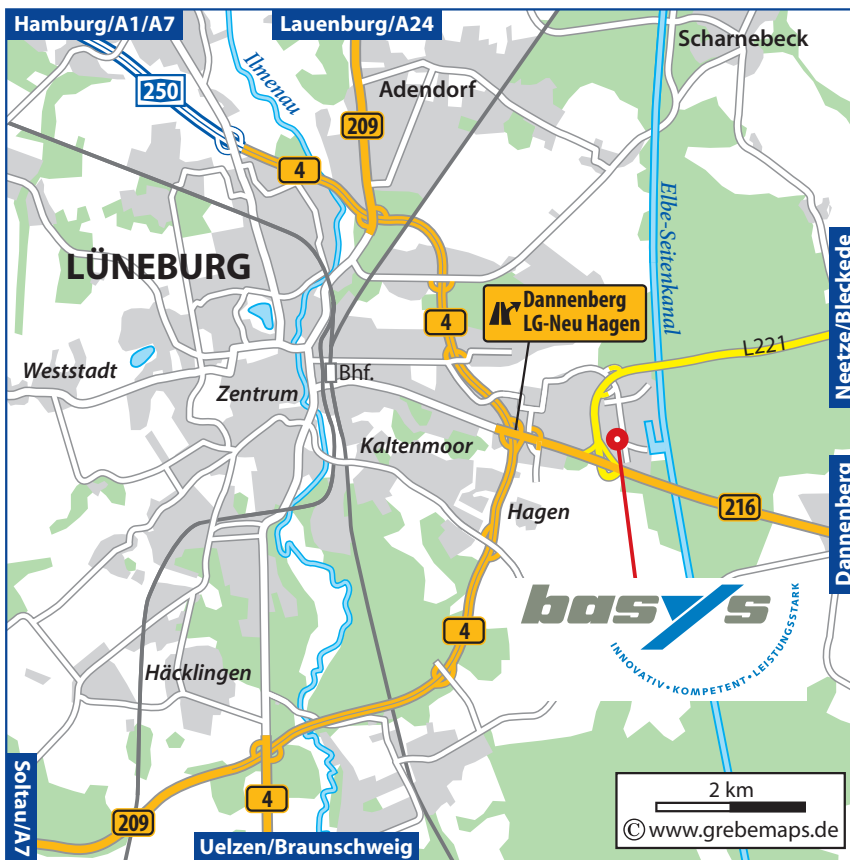 Hamburg/A1/A7
Lauenburg/A24
Scharnebeck
Ilmenau
250
Adendorf
209
4
Elbe-Seitenkanal
LÜNEBURG
Neetze/Bleckede
Dannenberg
LG-Neu Hagen
4
L221
Weststadt
Bhf.
Zentrum
Kaltenmoor
Hagen
216
Dannenberg
basys
INNOVATIV•KOMPETENT•LEISTUNGSSTARK
4
Häcklingen
Soltau/A7
2 km
4
209
© www.grebemaps.de
Uelzen/Braunschweig